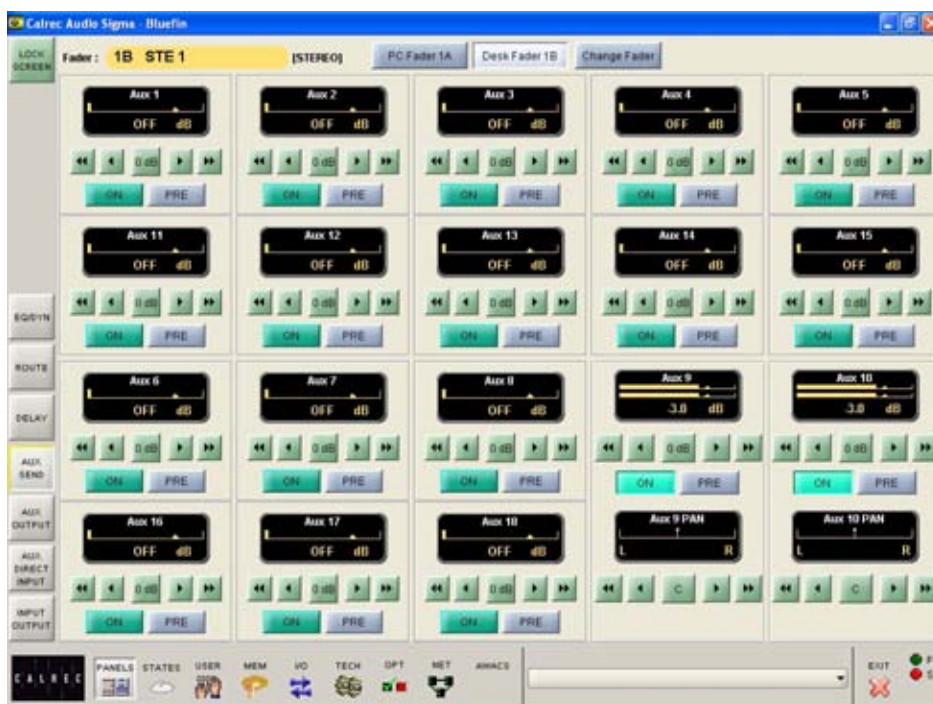 Calrec Audio Sigma - Bluefin
LOCK SCREEN
Fader : 1B STE 1 [STEREO] PC Fader 1A Desk Fader 1B Change Fader
Aux 1 Aux 2 Aux 3 Aux 4 Aux 5
OFF dB OFF dB OFF dB OFF dB OFF dB
0 dB 0 dB 0 dB 0 dB 0 dB
ON PRE ON PRE ON PRE ON PRE ON PRE
Aux 11 Aux 12 Aux 13 Aux 14 Aux 15
OFF dB OFF dB OFF dB OFF dB OFF dB
0 dB 0 dB 0 dB 0 dB 0 dB
ON PRE ON PRE ON PRE ON PRE ON PRE
EQ/DYN
ROUTE
DELAY
AUX SEND
AUX OUTPUT
AUX DIRECT INPUT
INPUT OUTPUT
Aux 6 Aux 7 Aux 8 Aux 9 Aux 10
OFF dB OFF dB OFF dB -3.0 dB -3.0 dB
0 dB 0 dB 0 dB 0 dB 0 dB
ON PRE ON PRE ON PRE ON PRE ON PRE
Aux 16 Aux 17 Aux 18 Aux 9 PAN Aux 10 PAN
OFF dB OFF dB OFF dB L R L R
0 dB 0 dB 0 dB C C
ON PRE ON PRE ON PRE
CALREC PANELS STATES USER MEM I/O TECH OPT NET AWACS EXIT P
S